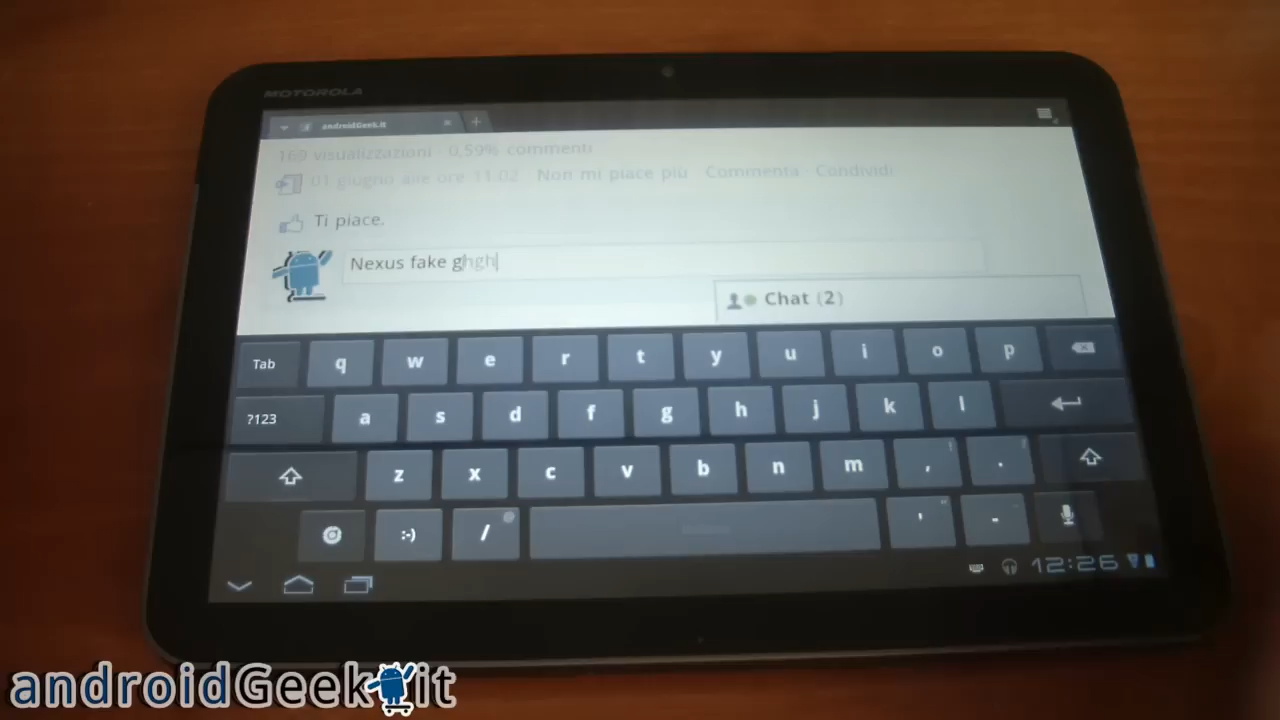 MOTOROLA
androidGeek.it
169 visualizzazioni 0,59% commenti
01 giugno alle ore 11.02 Non mi piace più · Commenta · Condividi
Ti piace.
Nexus fake ghgh
Chat (2)
Tab q w e r t y u i o p
?123 a s d f g h j k l
z x c v b n m , ! . ?
:-) / @ ' " - _
12:26
androidGeek.it